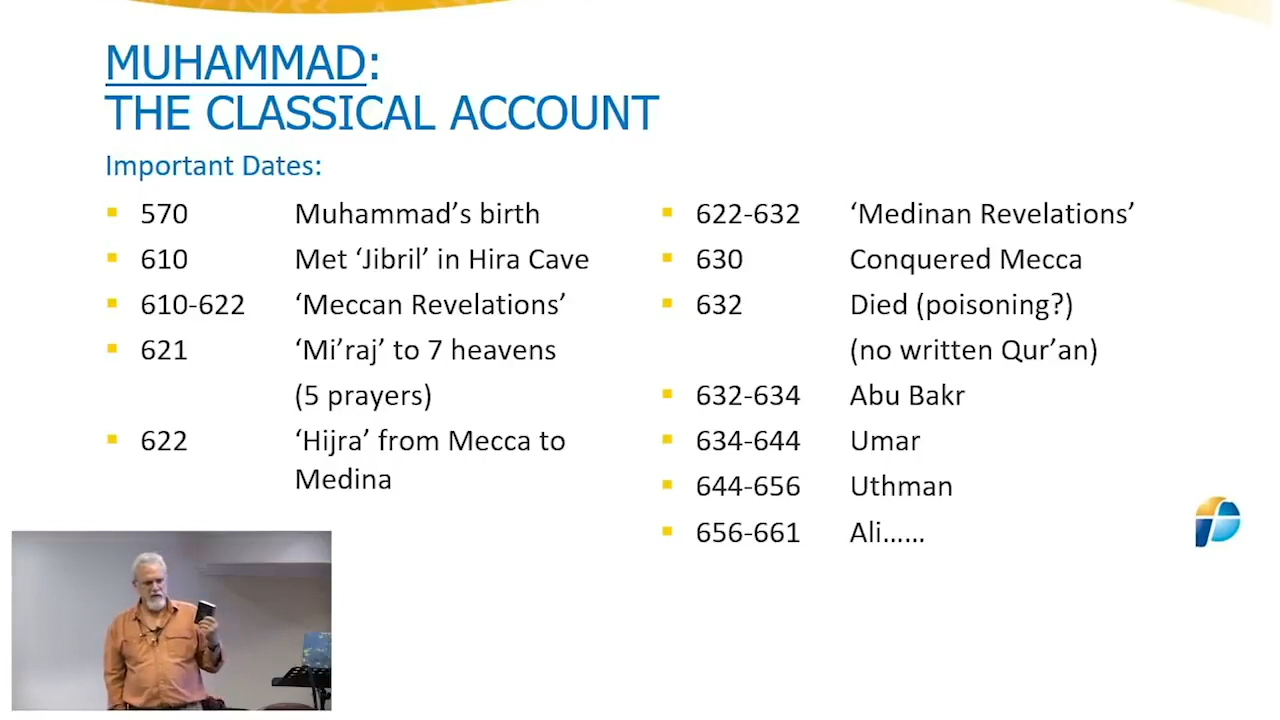 MUHAMMAD:
THE CLASSICAL ACCOUNT
Important Dates:
▪ 570 Muhammad’s birth
▪ 610 Met ‘Jibril’ in Hira Cave
▪ 610-622 ‘Meccan Revelations’
▪ 621 ‘Mi’raj’ to 7 heavens
(5 prayers)
▪ 622 ‘Hijra’ from Mecca to
Medina
▪ 622-632 ‘Medinan Revelations’
▪ 630 Conquered Mecca
▪ 632 Died (poisoning?)
(no written Qur’an)
▪ 632-634 Abu Bakr
▪ 634-644 Umar
▪ 644-656 Uthman
▪ 656-661 Ali......